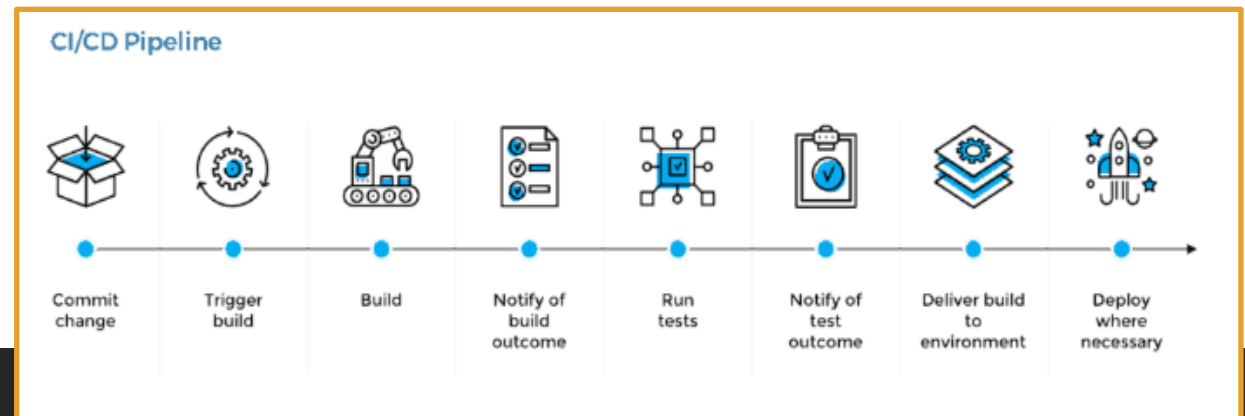 CI/CD Pipeline
Commit
change
Trigger
build
Build
Notify of
build
outcome
Run
tests
Notify of
test
outcome
Deliver build
to
environment
Deploy
where
necessary